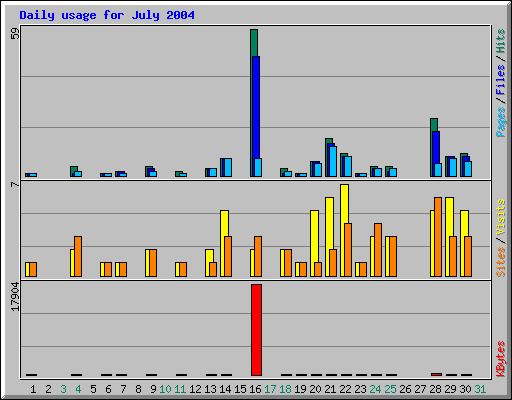 Daily usage for July 2004
59
Pages / Files / Hits
7
Sites / Visits
17904
KBytes
1 2 3 4 5 6 7 8 9 10 11 12 13 14 15 16 17 18 19 20 21 22 23 24 25 26 27 28 29 30 31